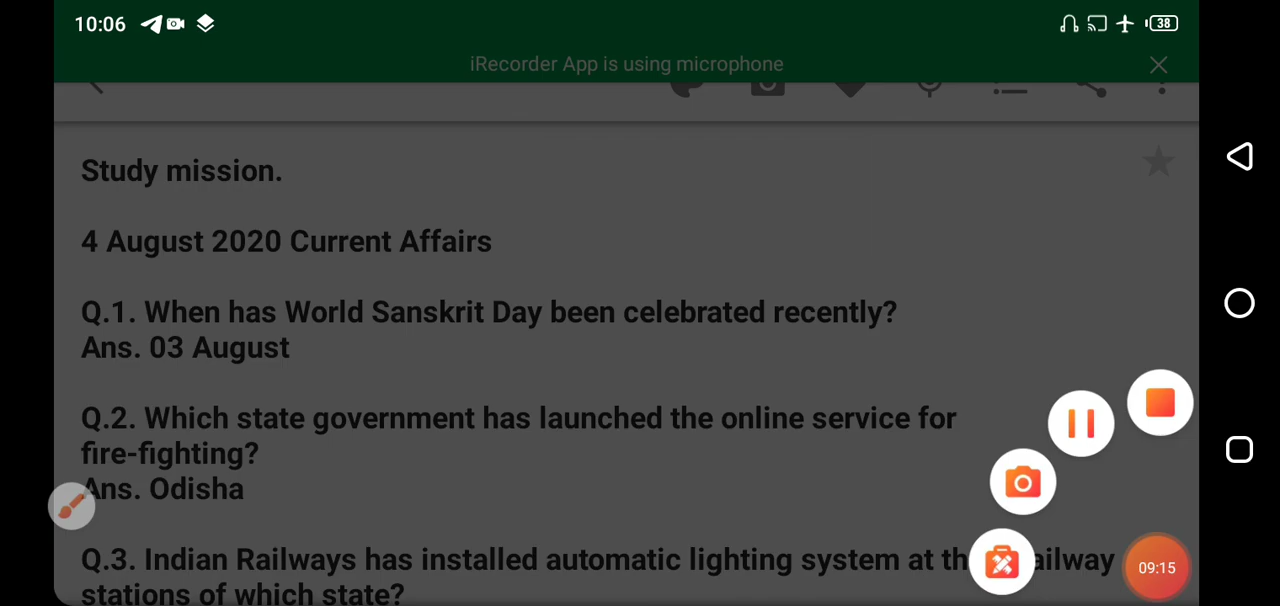 10:06
38
iRecorder App is using microphone
Study mission.
4 August 2020 Current Affairs
Q.1. When has World Sanskrit Day been celebrated recently?
Ans. 03 August
Q.2. Which state government has launched the online service for
fire-fighting?
Ans. Odisha
Q.3. Indian Railways has installed automatic lighting system at th ailway
stations of which state?
09:15